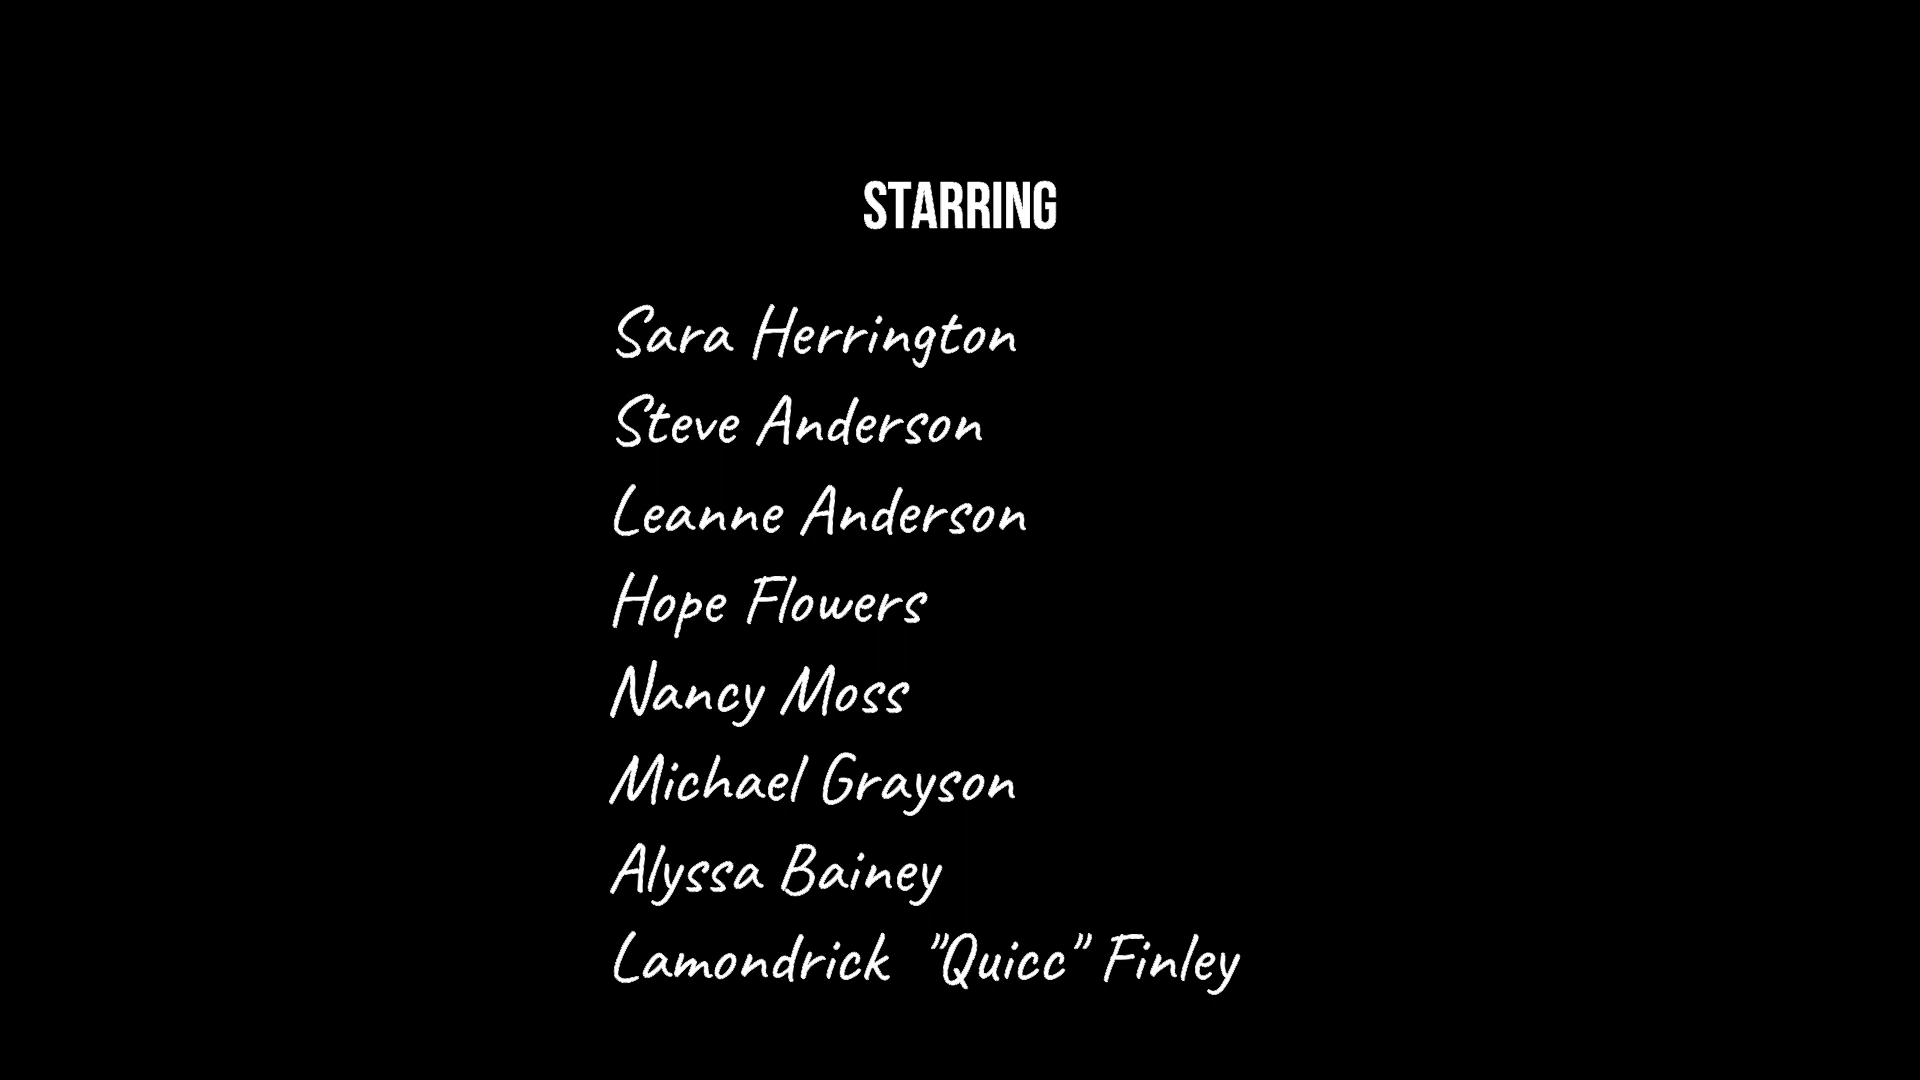 STARRING
Sara Herrington
Steve Anderson
Leanne Anderson
Hope Flowers
Nancy Moss
Michael Grayson
Alyssa Bainey
Lamondrick "Quicc" Finley